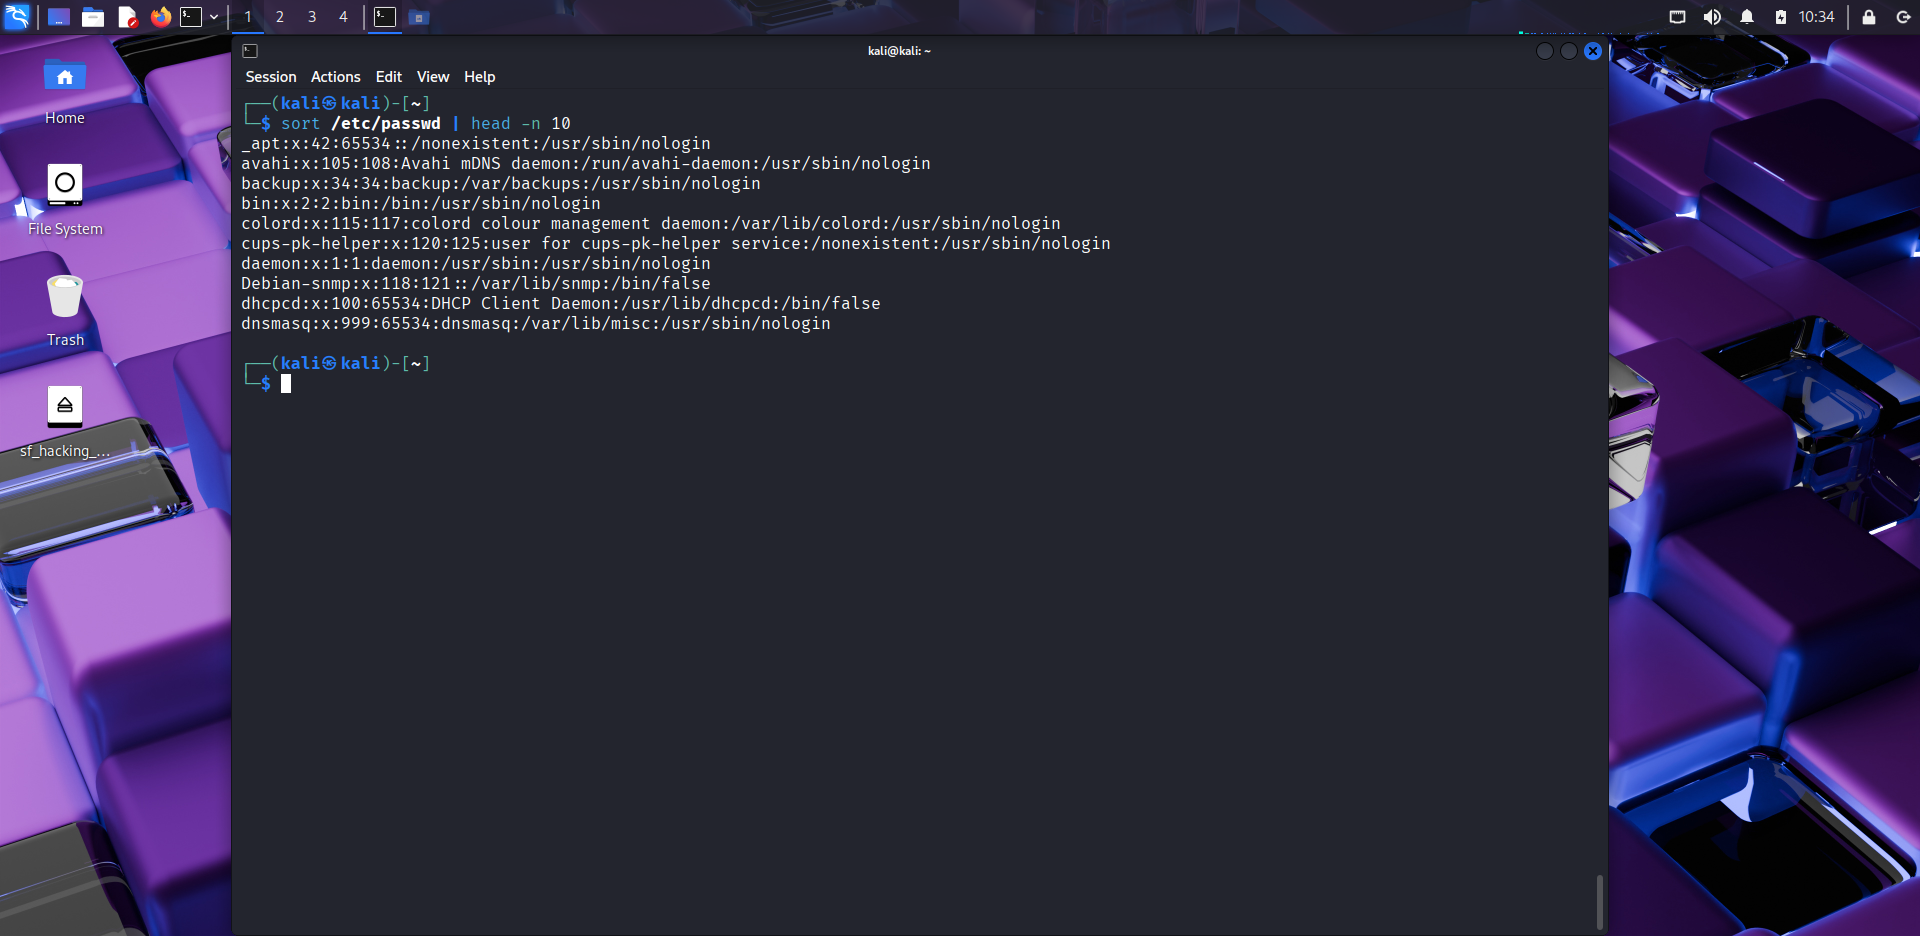 1 2 3 4 10:34
kali@kali: ~
Session Actions Edit View Help
┌──(kali㉿kali)-[~]
└─$ sort /etc/passwd | head -n 10
_apt:x:42:65534::/nonexistent:/usr/sbin/nologin
avahi:x:105:108:Avahi mDNS daemon:/run/avahi-daemon:/usr/sbin/nologin
backup:x:34:34:backup:/var/backups:/usr/sbin/nologin
bin:x:2:2:bin:/bin:/usr/sbin/nologin
colord:x:115:117:colord colour management daemon:/var/lib/colord:/usr/sbin/nologin
cups-pk-helper:x:120:125:user for cups-pk-helper service:/nonexistent:/usr/sbin/nologin
daemon:x:1:1:daemon:/usr/sbin:/usr/sbin/nologin
Debian-snmp:x:118:121::/var/lib/snmp:/bin/false
dhcpcd:x:100:65534:DHCP Client Daemon:/usr/lib/dhcpcd:/bin/false
dnsmasq:x:999:65534:dnsmasq:/var/lib/misc:/usr/sbin/nologin
┌──(kali㉿kali)-[~]
└─$
Home
File System
Trash
sf_hacking_...